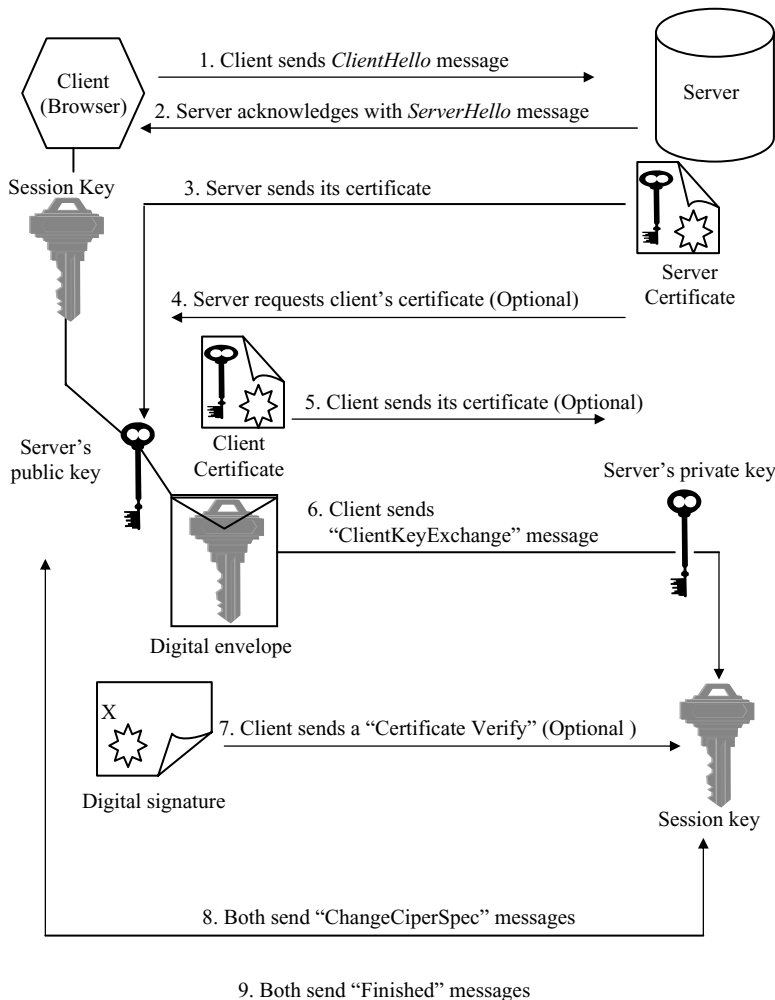 1. Client sends ClientHello message
Client
(Browser)
Server
2. Server acknowledges with ServerHello message
Session Key
3. Server sends its certificate
Server
Certificate
4. Server requests client’s certificate (Optional)
5. Client sends its certificate (Optional)
Client
Certificate
Server’s
public key
Server’s private key
6. Client sends
“ClientKeyExchange” message
Digital envelope
X
7. Client sends a “Certificate Verify” (Optional )
Digital signature
Session key
8. Both send “ChangeCiperSpec” messages
9. Both send “Finished” messages